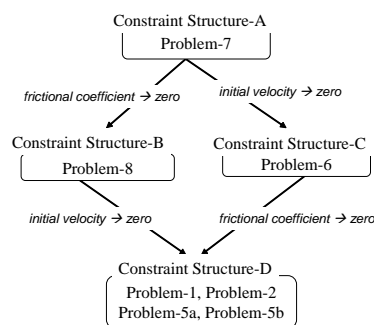 Constraint Structure-A
Problem-7
frictional coefficient → zero
initial velocity → zero
Constraint Structure-B
Problem-8
Constraint Structure-C
Problem-6
initial velocity → zero
frictional coefficient → zero
Constraint Structure-D
Problem-1, Problem-2
Problem-5a, Problem-5b